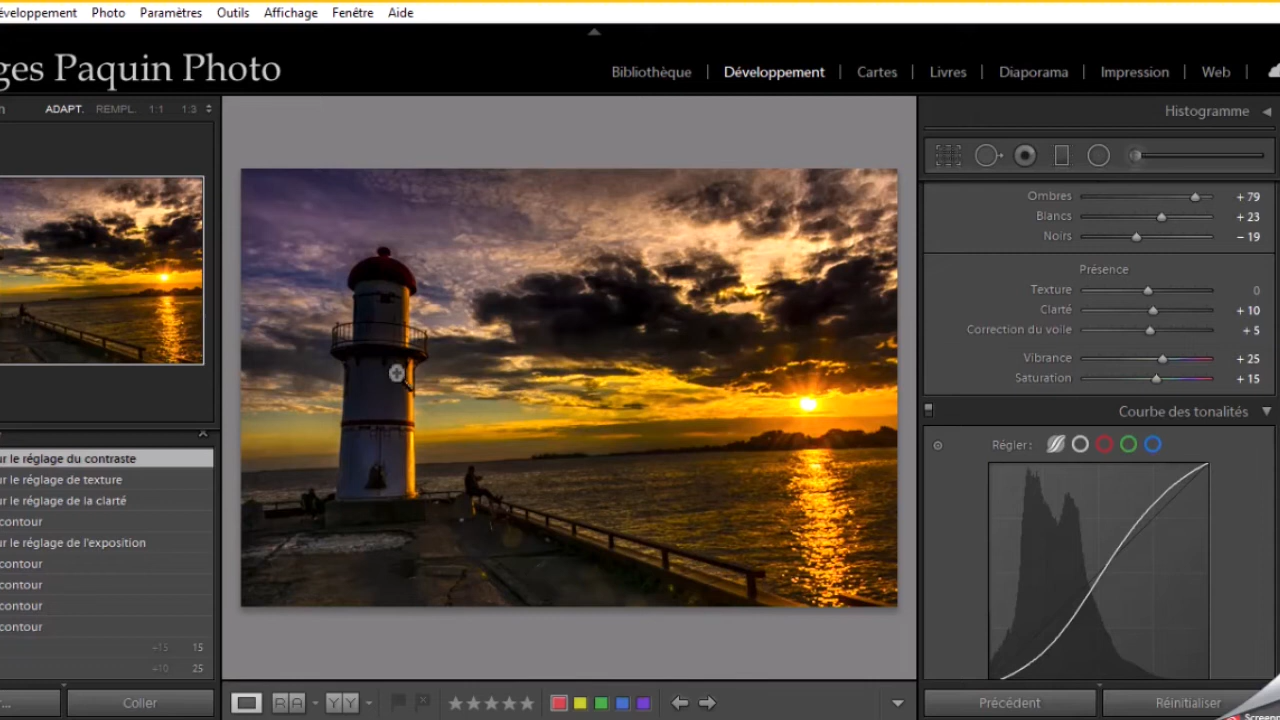 éveloppement Photo Paramètres Outils Affichage Fenêtre Aide
ges Paquin Photo
Bibliothèque | Développement | Cartes | Livres | Diaporama | Impression | Web |
n ADAPT. REMPL. 1:1 1:3
Histogramme
Ombres +79
Blancs +23
Noirs −19
Présence
Texture 0
Clarté +10
Correction du voile +5
Vibrance +25
Saturation +15
Courbe des tonalités
Régler :
ur le réglage du contraste
ur le réglage de texture
ur le réglage de la clarté
contour
ur le réglage de l'exposition
contour
contour
contour
contour
+15 15
+10 25
... Coller
R A Y Y
Précédent Réinitialiser
Screen